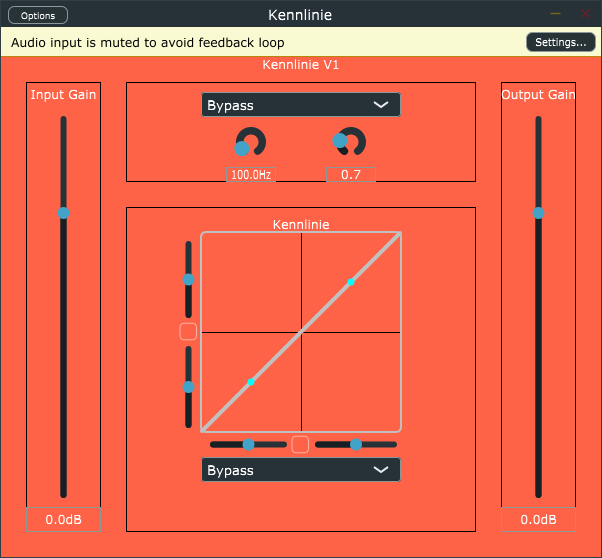 Options
Kennlinie
Audio input is muted to avoid feedback loop
Settings...
Kennlinie V1
Input Gain
Bypass
Output Gain
100.0Hz
0.7
Kennlinie
Bypass
0.0dB
0.0dB